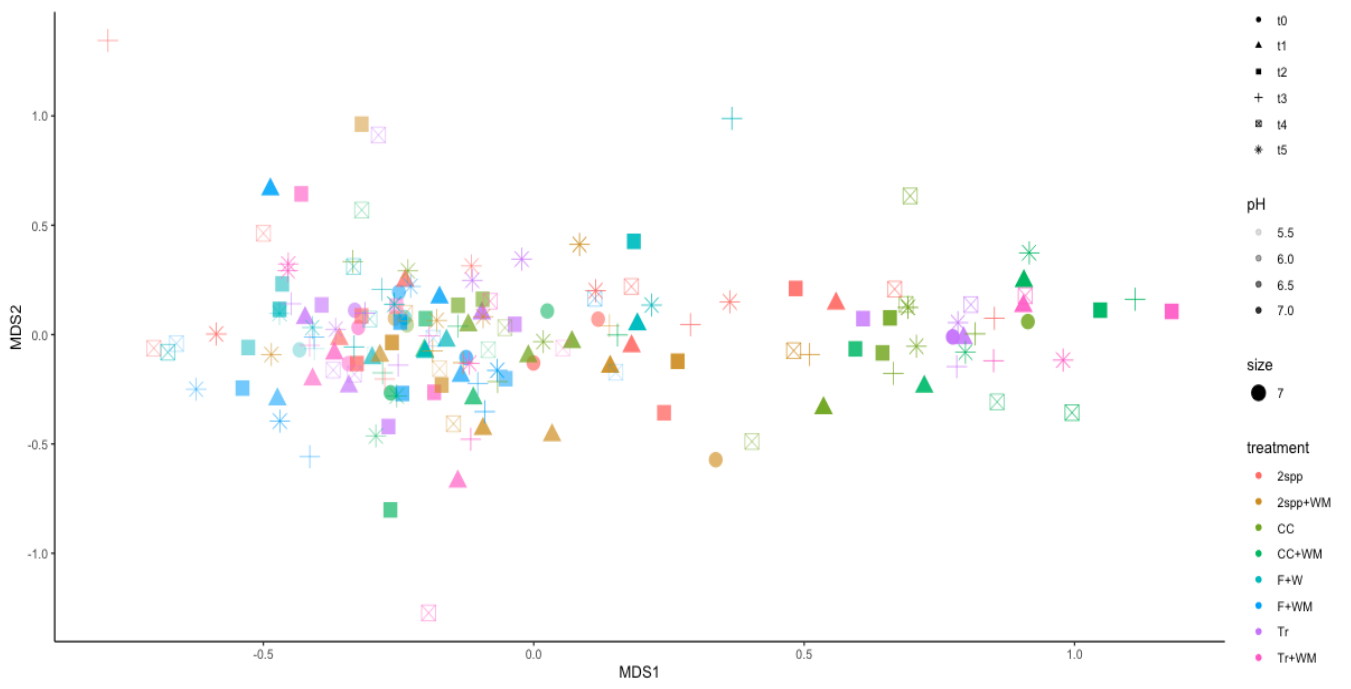 1.0
0.5
0.0
-0.5
-1.0
MDS2
-0.5
0.0
0.5
1.0
MDS1
t0
t1
t2
t3
t4
t5
pH
5.5
6.0
6.5
7.0
size
7
treatment
2spp
2spp+WM
CC
CC+WM
F+W
F+WM
Tr
Tr+WM